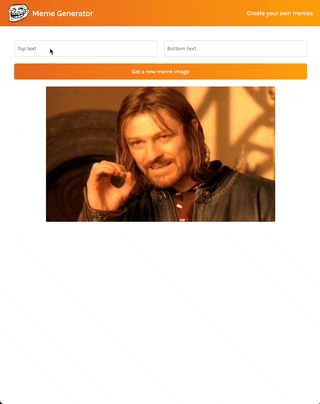 Meme Generator
Create your own memes
Top text
Bottom text
Get a new meme image